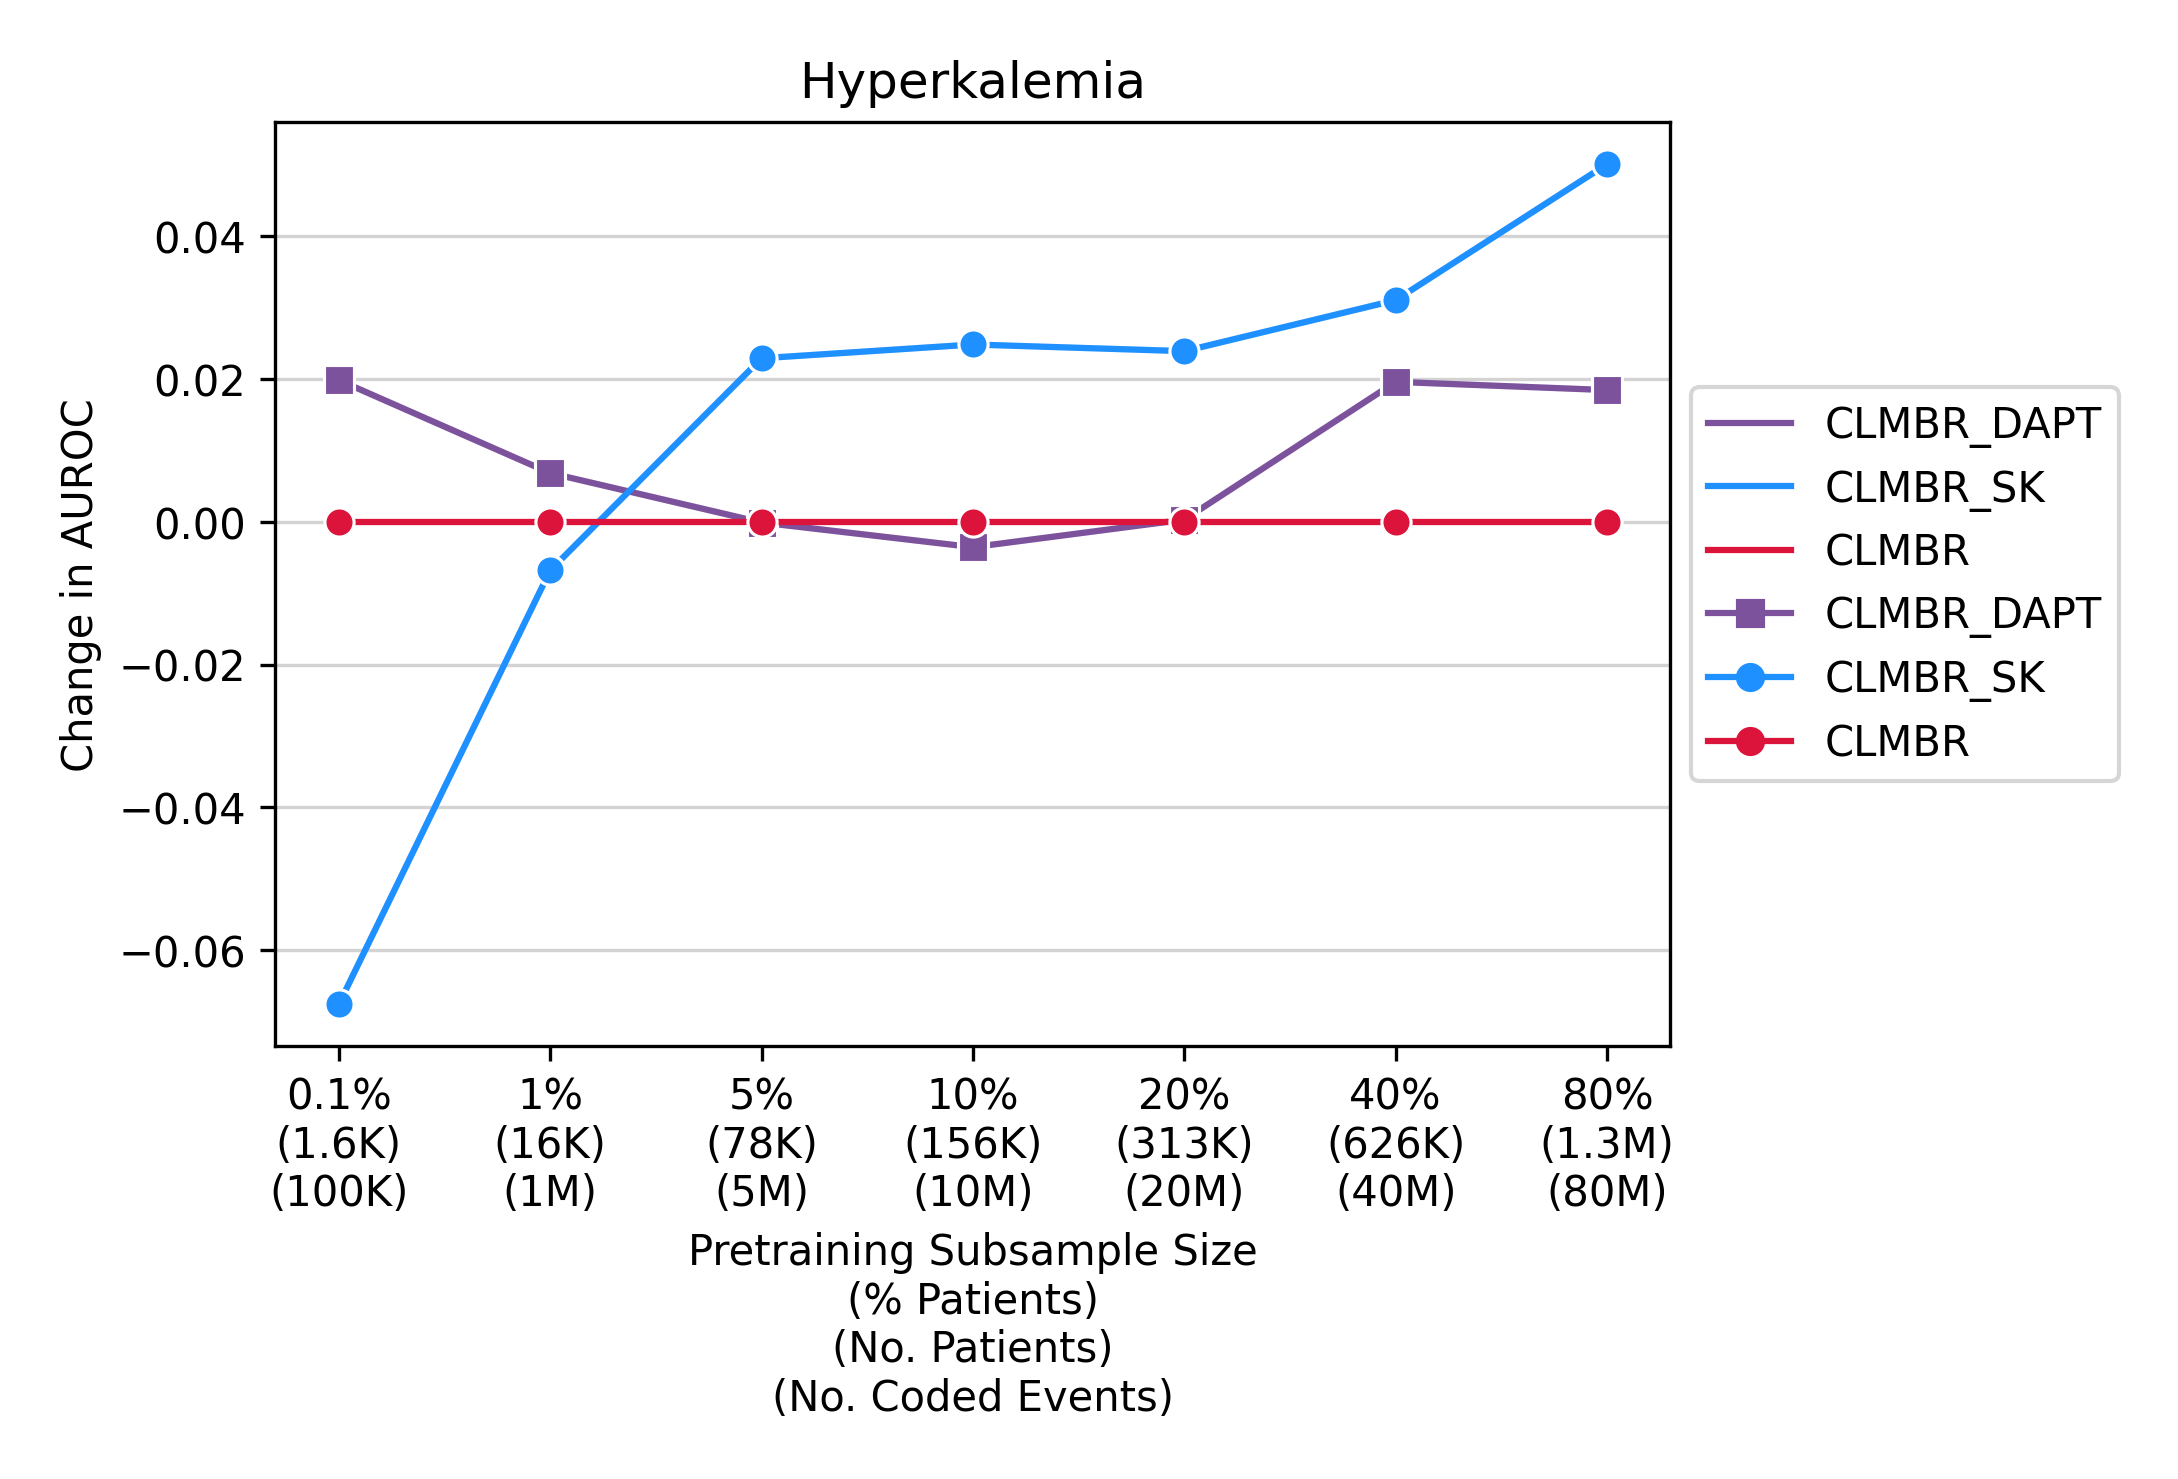 Hyperkalemia
Change in AUROC
0.04
0.02
0.00
−0.02
−0.04
−0.06
0.1% 1% 5% 10% 20% 40% 80%
(1.6K) (16K) (78K) (156K) (313K) (626K) (1.3M)
(100K) (1M) (5M) (10M) (20M) (40M) (80M)
Pretraining Subsample Size
(% Patients)
(No. Patients)
(No. Coded Events)
CLMBR_DAPT
CLMBR_SK
CLMBR
CLMBR_DAPT
CLMBR_SK
CLMBR